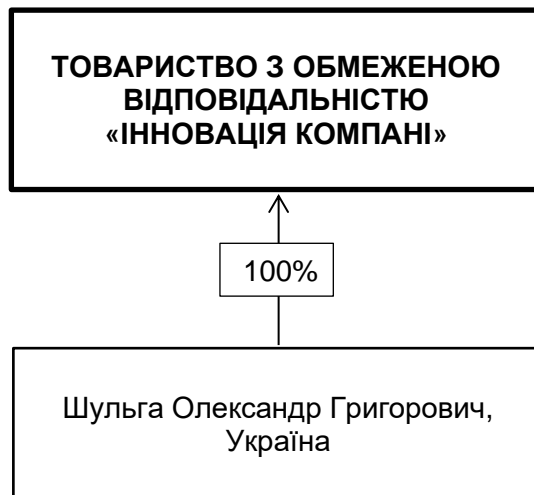 ТОВАРИСТВО З ОБМЕЖЕНОЮ
ВІДПОВІДАЛЬНІСТЮ
«ІННОВАЦІЯ КОМПАНІ»
100%
Шульга Олександр Григорович,
Україна